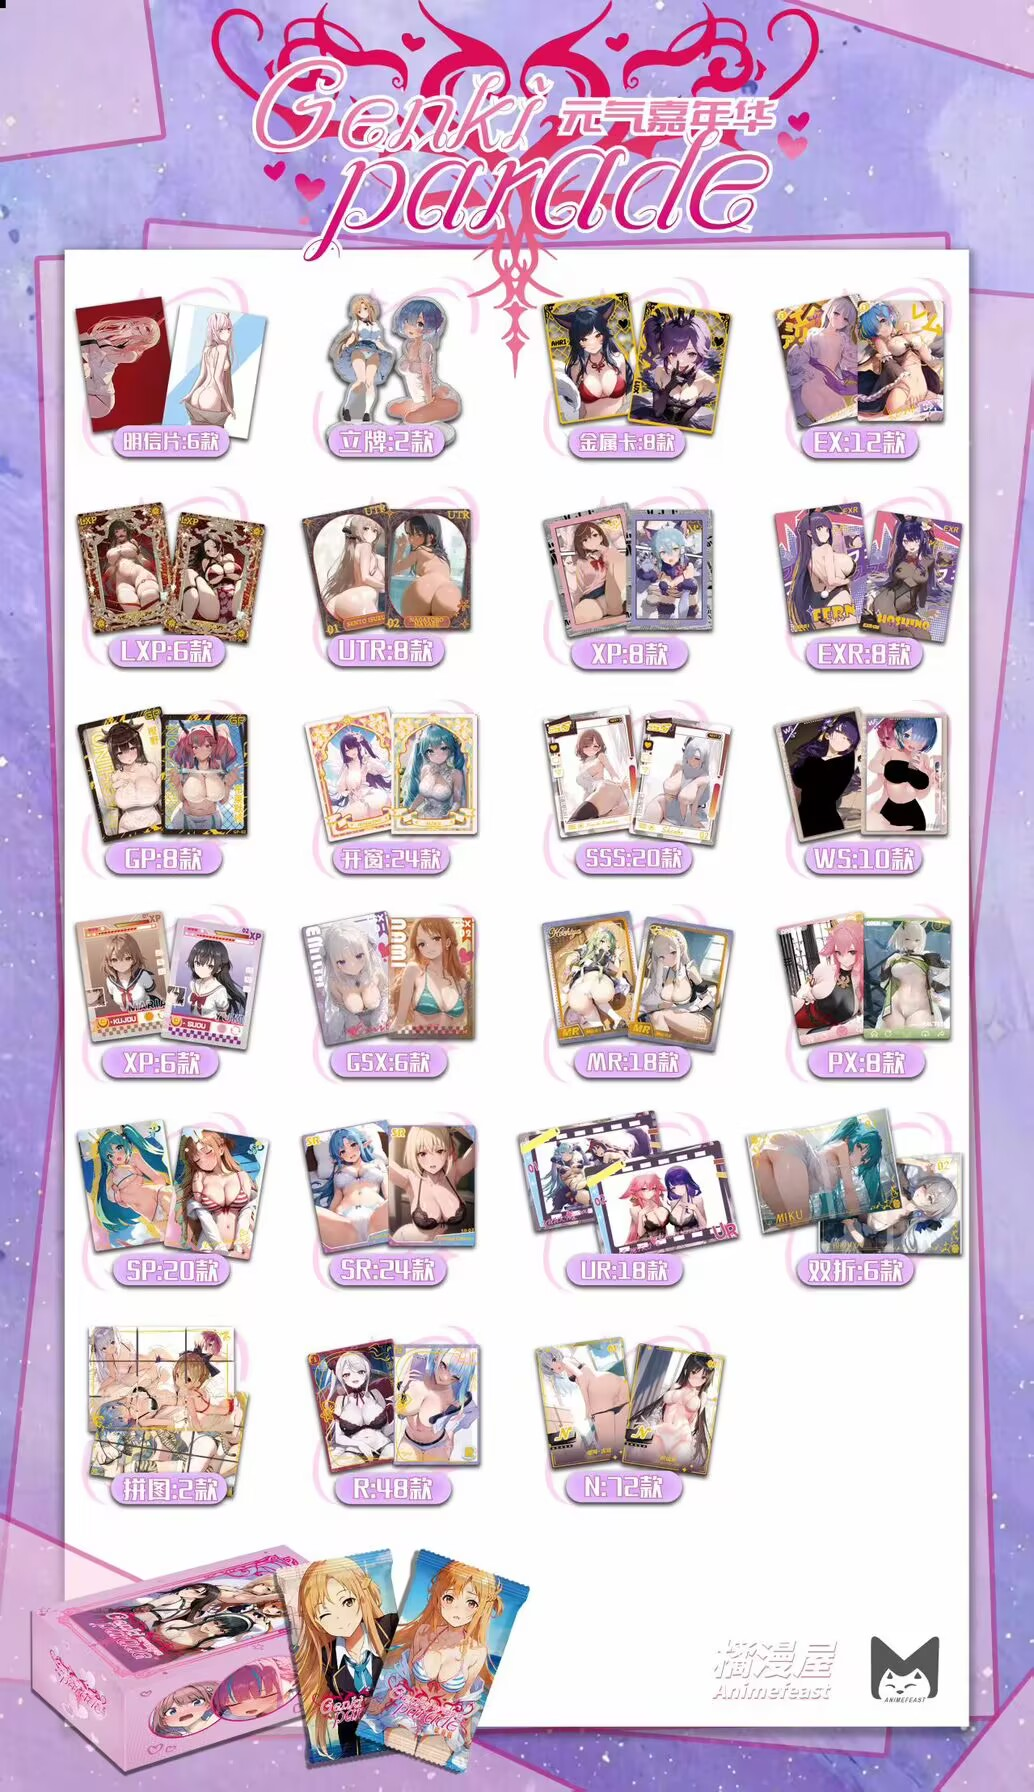 Genki 元气嘉年华
parade
明信片:6款
立牌:2款
金属卡:8款
EX:12款
LXP:6款
UTR:8款
XP:8款
EXR:8款
GP:8款
开窗:24款
SSS:20款
WS:10款
XP:6款
GSX:6款
MR:18款
PX:8款
SP:20款
SR:24款
UR:18款
双折:6款
拼图:2款
R:48款
N:72款
橘漫屋
Animefeast
ANIMEFEAST